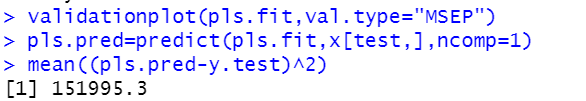 > validationplot(pls.fit,val.type="MSEP")
> pls.pred=predict(pls.fit,x[test,],ncomp=1)
> mean((pls.pred-y.test)^2)
[1] 151995.3